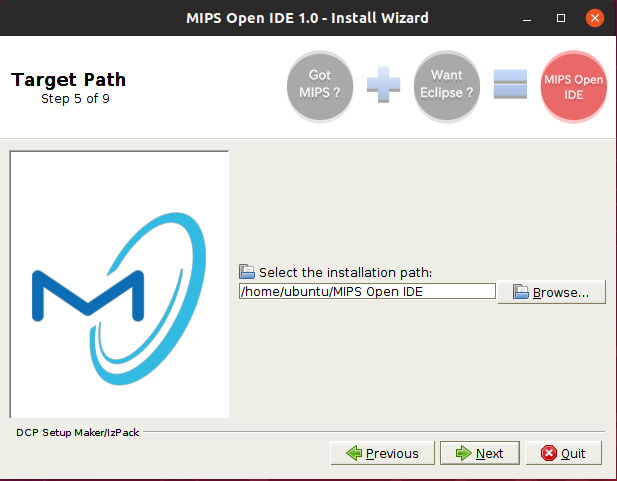 MIPS Open IDE 1.0 - Install Wizard
Target Path
Step 5 of 9
Got
MIPS ?
Want
Eclipse ?
MIPS Open
IDE
Select the installation path:
/home/ubuntu/MIPS Open IDE
Browse...
DCP Setup Maker/IzPack
Previous
Next
Quit